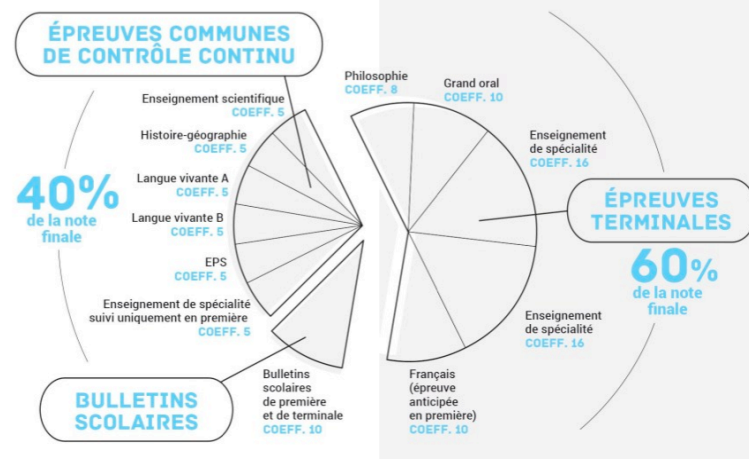 ÉPREUVES COMMUNES
DE CONTRÔLE CONTINU
Enseignement scientifique
COEFF. 5
Histoire-géographie
COEFF. 5
Langue vivante A
COEFF. 5
Langue vivante B
COEFF. 5
EPS
COEFF. 5
Enseignement de spécialité
suivi uniquement en première
COEFF. 5
40%
de la note
finale
BULLETINS
SCOLAIRES
Bulletins
scolaires
de première
et de terminale
COEFF. 10
Philosophie
COEFF. 8
Grand oral
COEFF. 10
Enseignement
de spécialité
COEFF. 16
ÉPREUVES
TERMINALES
60%
de la note
finale
Enseignement
de spécialité
COEFF. 16
Français
(épreuve
anticipée
en première)
COEFF. 10